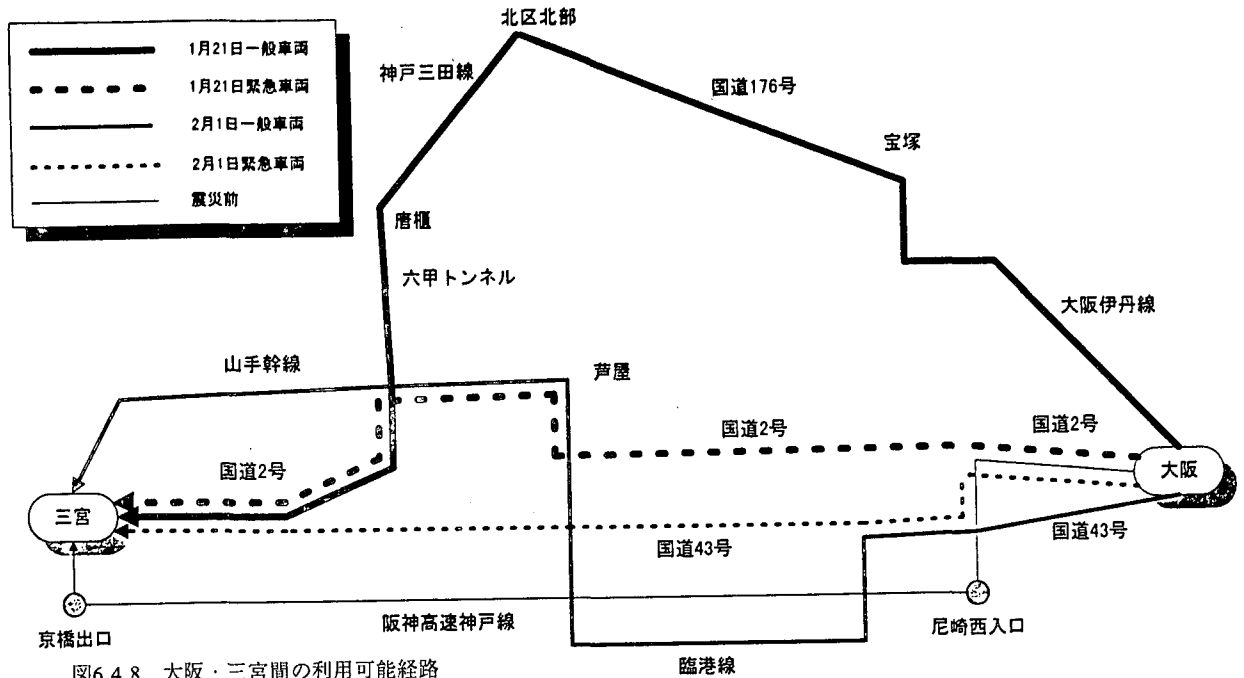 北区北部
1月21日一般車両
1月21日緊急車両
2月1日一般車両
2月1日緊急車両
震災前
神戸三田線
国道176号
宝塚
唐櫃
六甲トンネル
大阪伊丹線
山手幹線
芦屋
国道2号
国道2号
国道2号
大阪
三宮
国道43号
国道43号
京橋出口
阪神高速神戸線
尼崎西入口
臨港線
図6.4.8 大阪・三宮間の利用可能経路